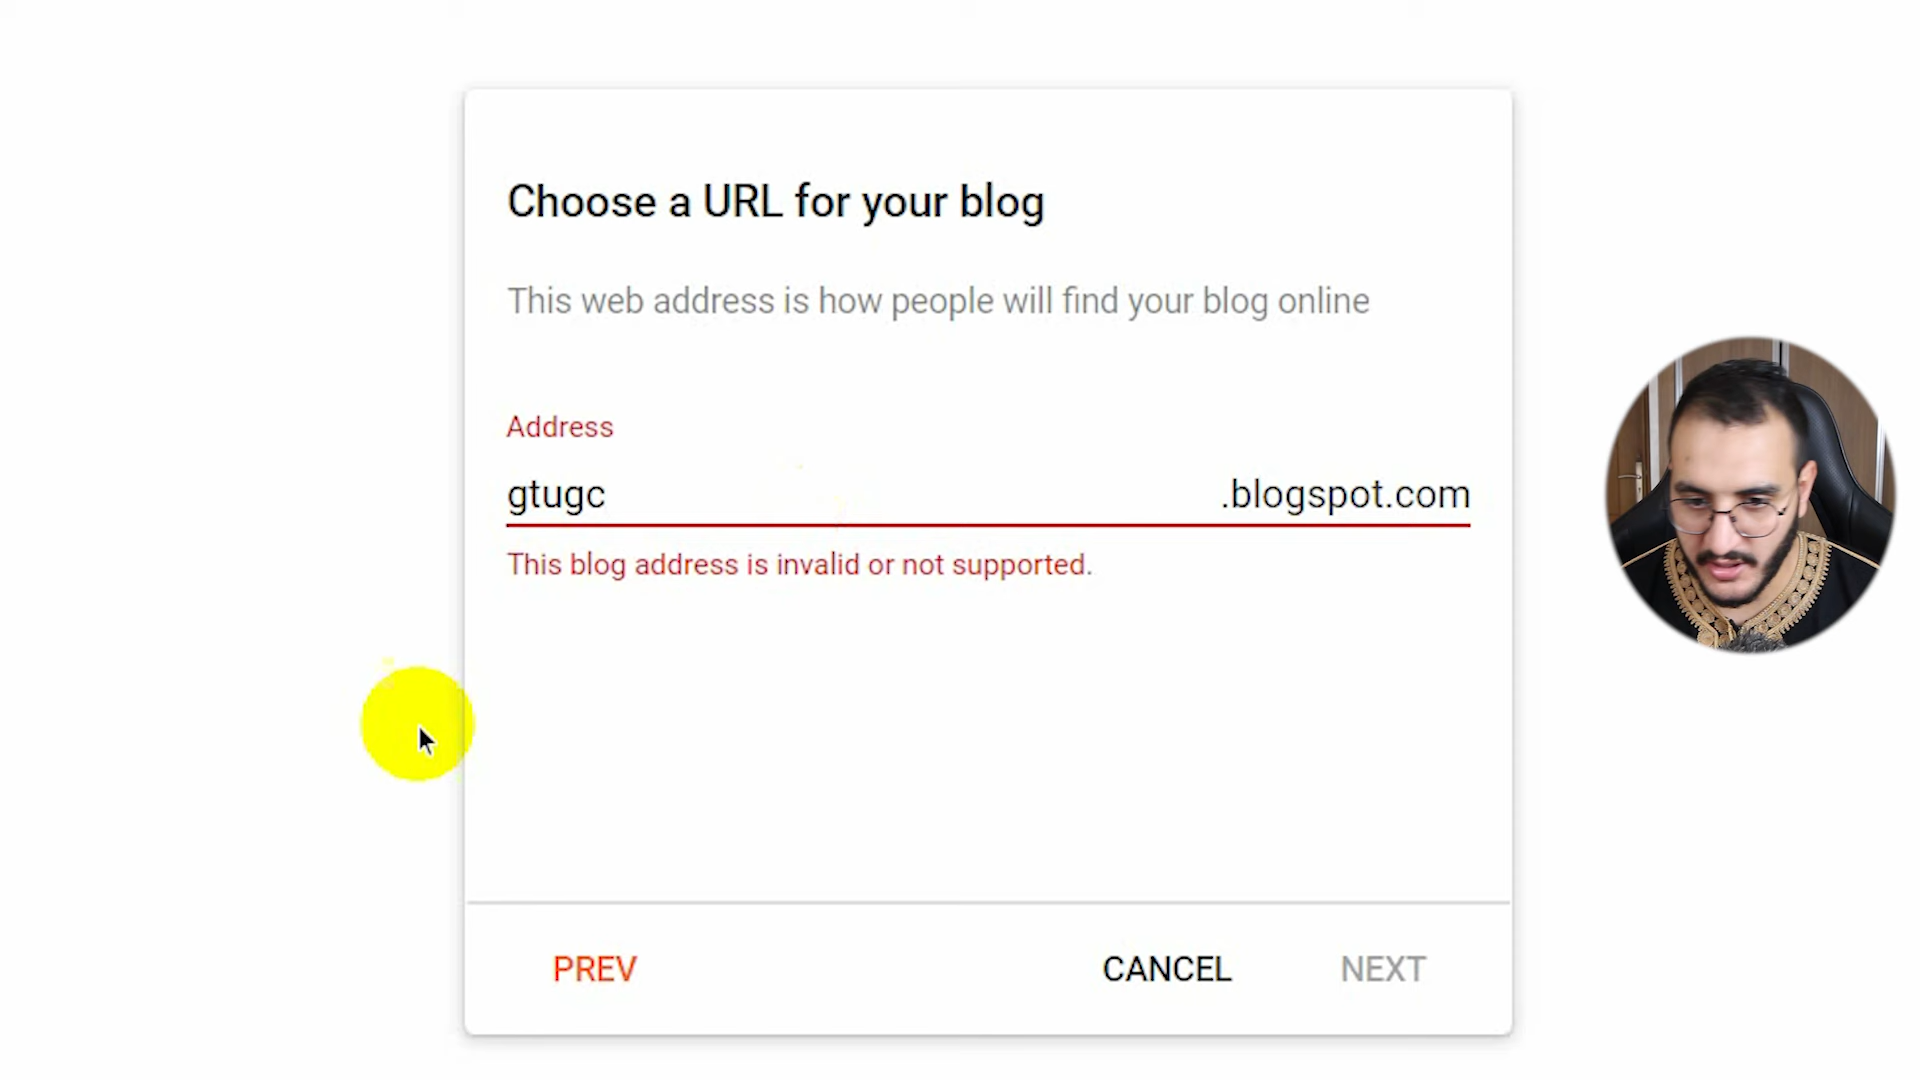 Choose a URL for your blog
This web address is how people will find your blog online
Address
gtugc .blogspot.com
This blog address is invalid or not supported.
PREV CANCEL NEXT